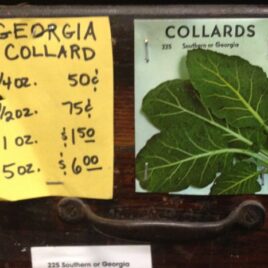 GEORGIA
COLLARD
1/4 oz. 50¢
1/2 oz. 75¢
1 oz. $1.50
5 oz. $6.00
COLLARDS
225 Southern or Georgia
225 Southern or Georgia